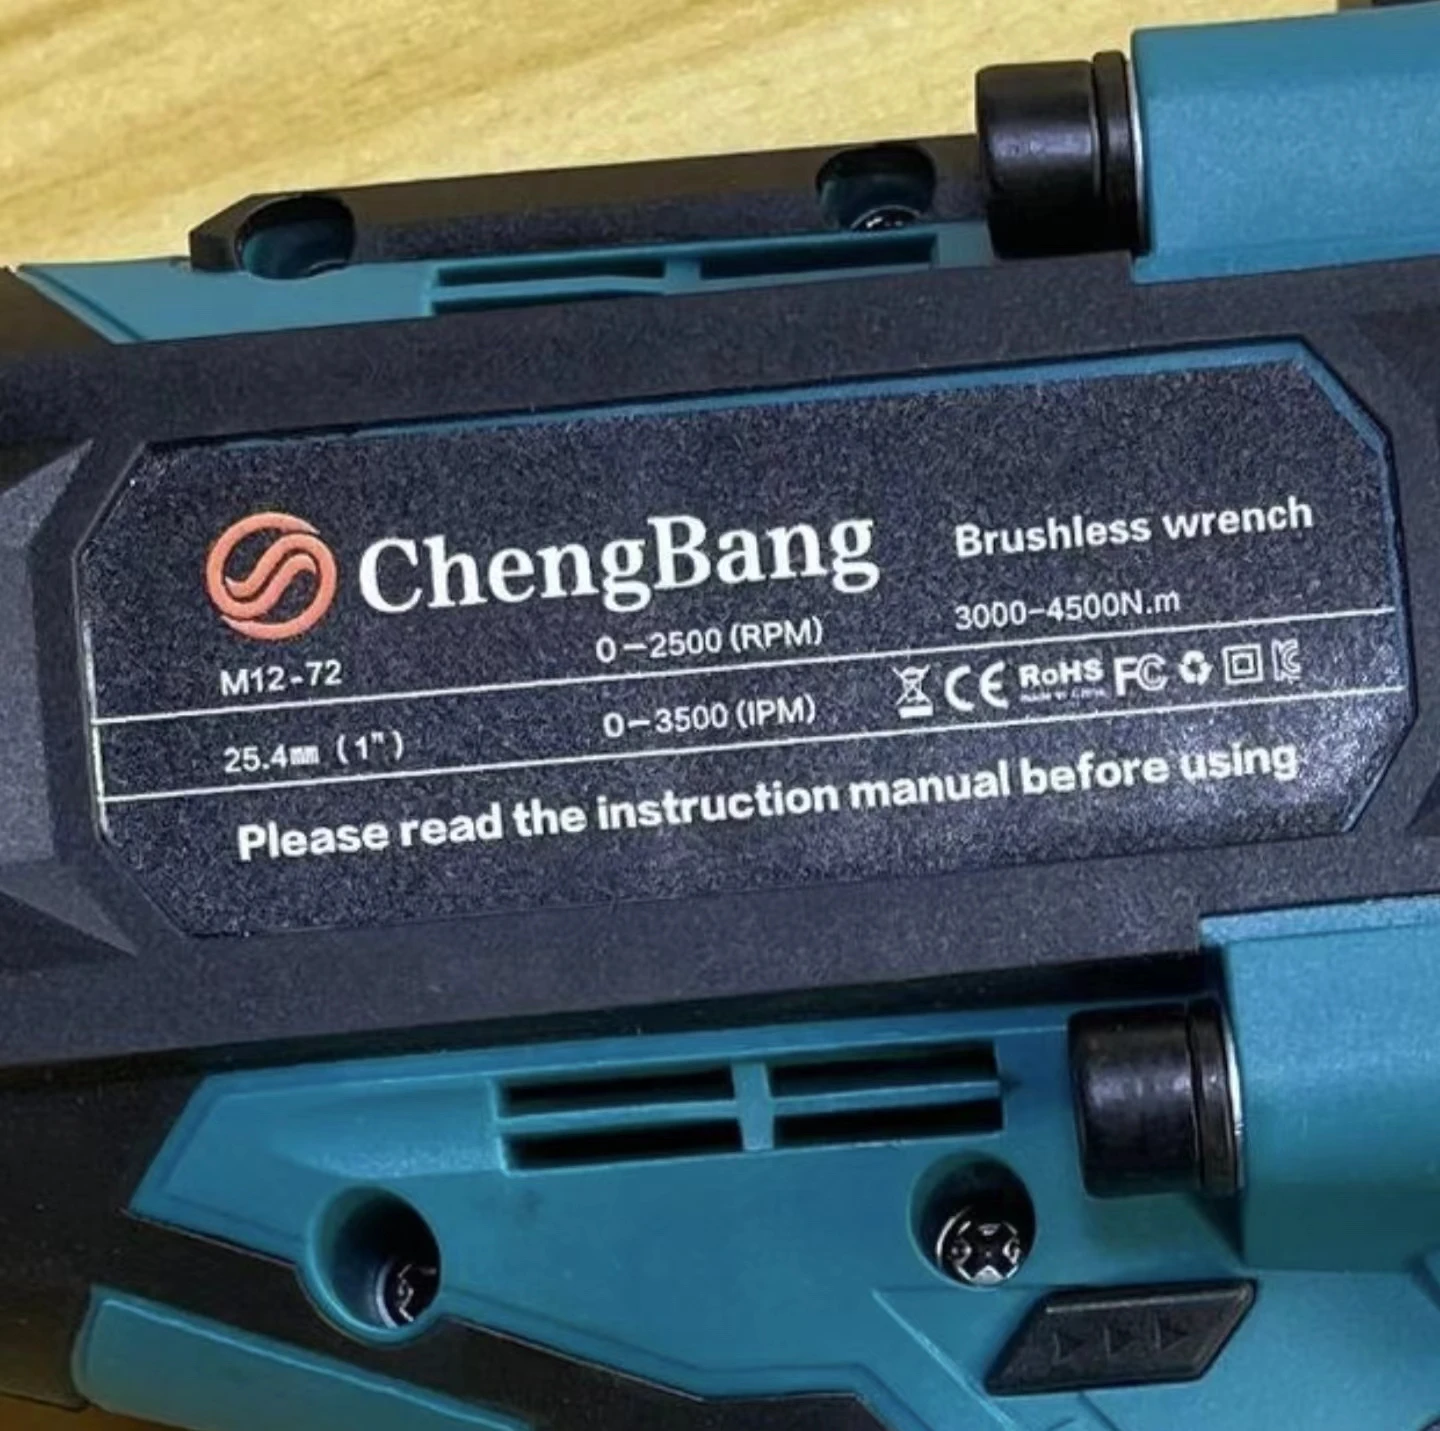 ChengBang
Brushless wrench
M12-72
0-2500 (RPM)
3000-4500N.m
25.4mm (1")
0-3500 (IPM)
CE RoHS FC
Please read the instruction manual before using